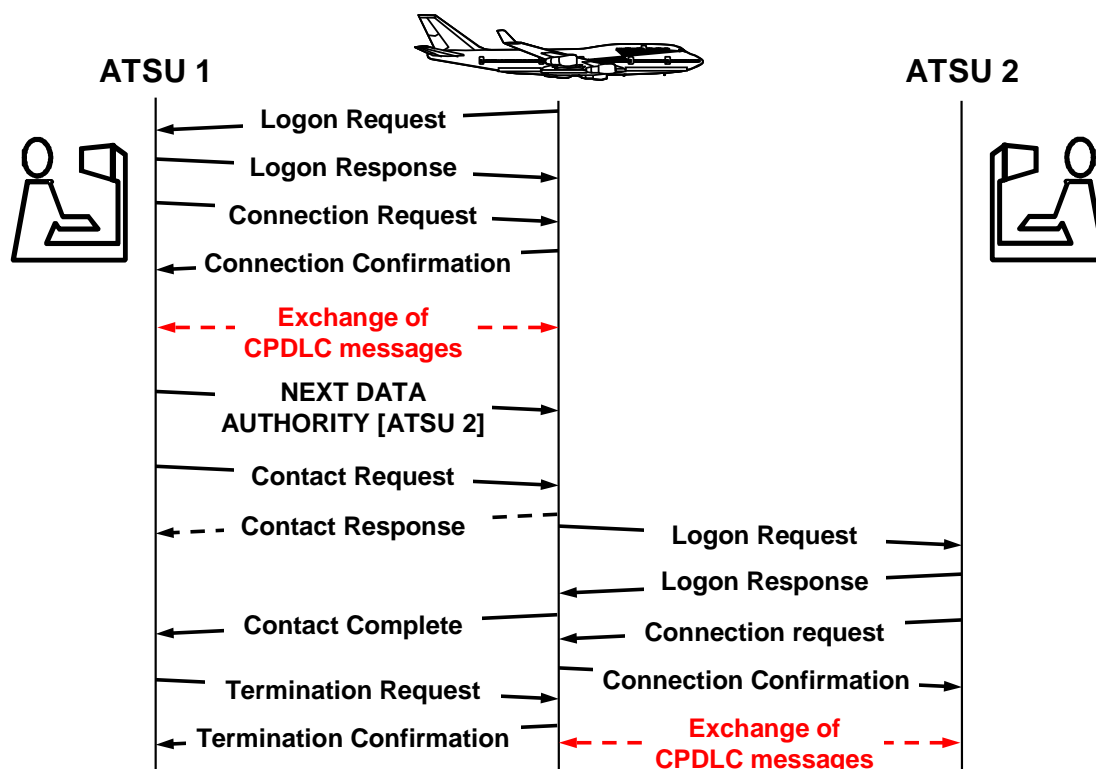 ATSU 1
ATSU 2
Logon Request
Logon Response
Connection Request
Connection Confirmation
Exchange of
CPDLC messages
NEXT DATA
AUTHORITY [ATSU 2]
Contact Request
Contact Response
Logon Request
Logon Response
Contact Complete
Connection request
Connection Confirmation
Termination Request
Termination Confirmation
Exchange of
CPDLC messages